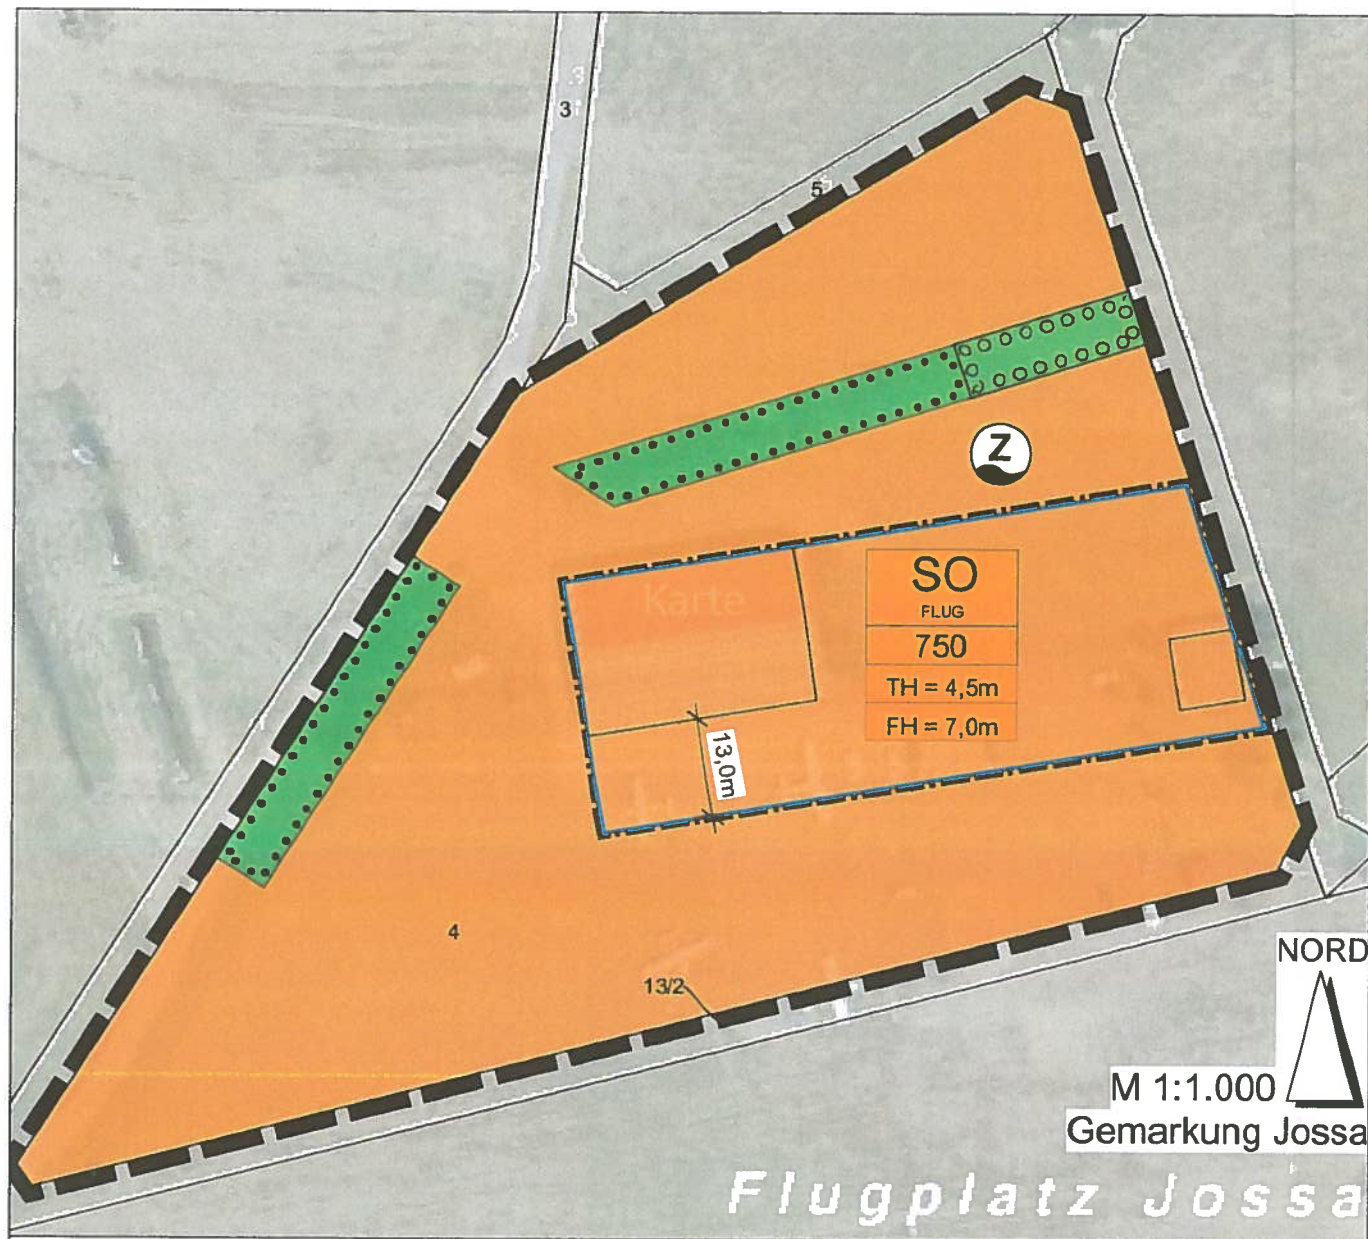 3
5
Z
SO
FLUG
Karte
750
TH = 4,5m
FH = 7,0m
13,0m
4
13/2
NORD
M 1:1.000
Gemarkung Jossa
Flugplatz Jossa